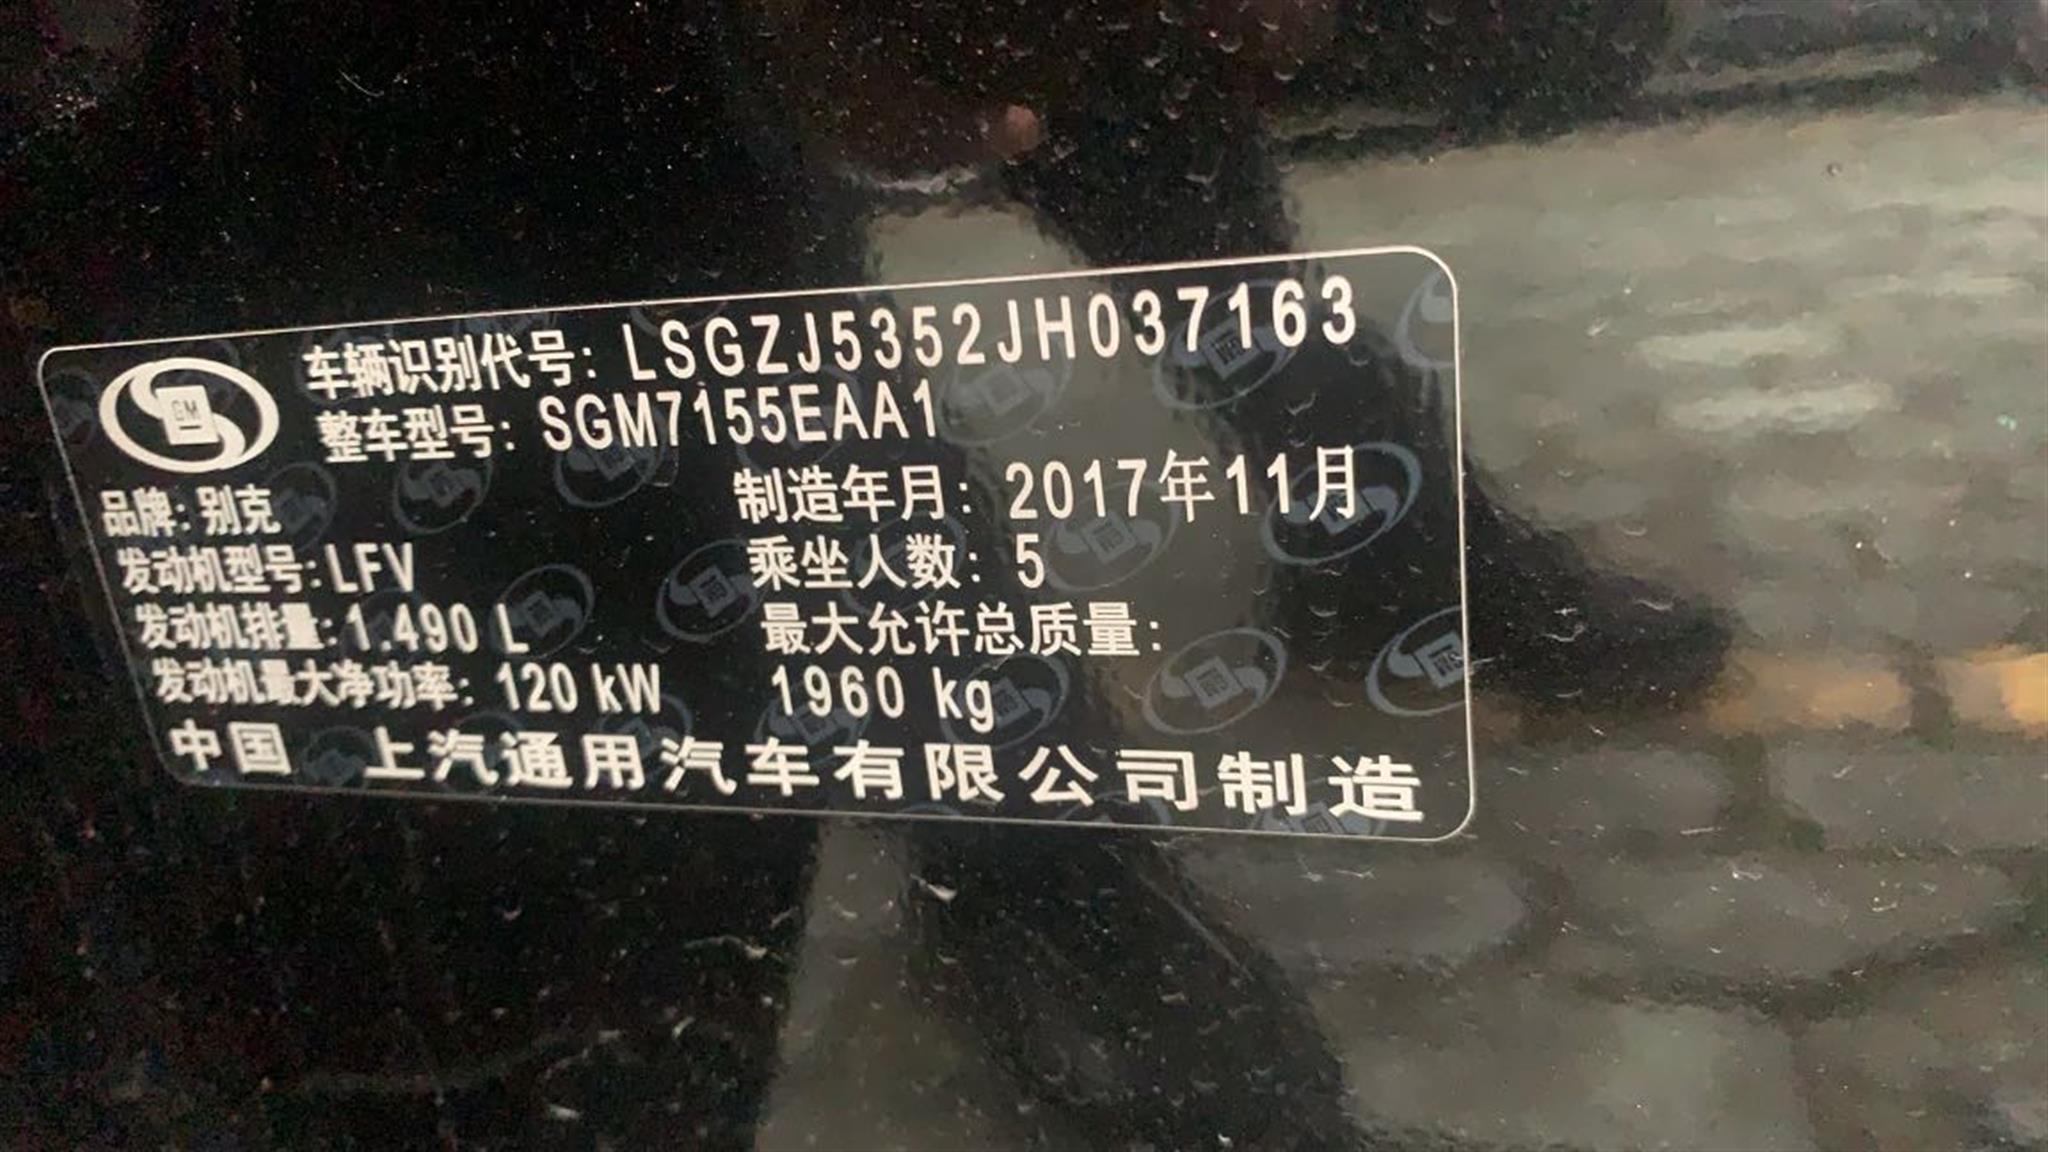 车辆识别代号: LSGZJ5352JH037163
整车型号: SGM7155EAA1
品牌: 别克
制造年月: 2017年11月
发动机型号: LFV
乘坐人数: 5
发动机排量: 1.490 L
最大允许总质量:
发动机最大净功率: 120 kW
1960 kg
中国 上汽通用汽车有限公司制造
GM